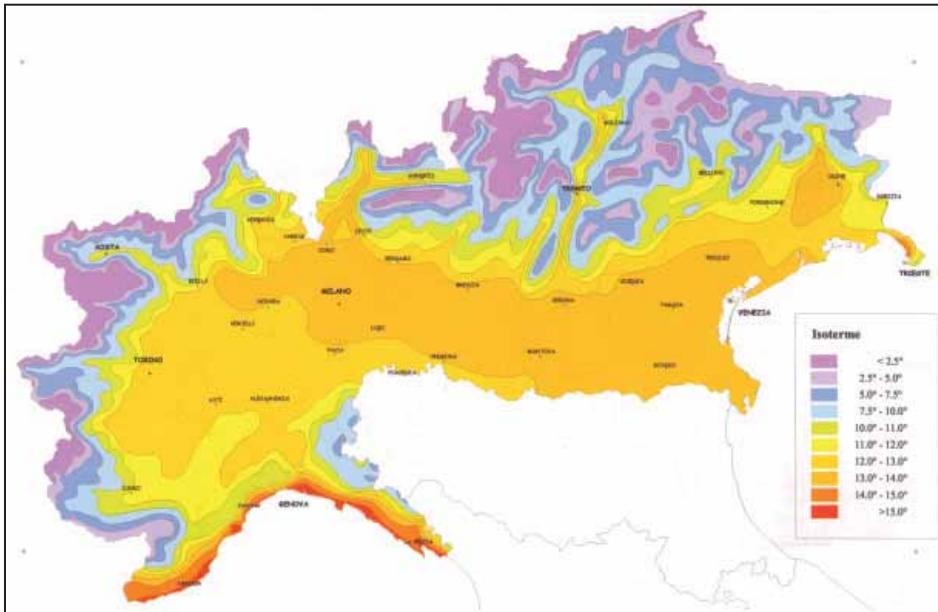 BOLZANO
SONDRIO
TRENTO
BELLUNO
UDINE
PORDENONE
GORIZIA
VERBANIA
LECCO
VARESE
COMO
AOSTA
BERGAMO
TREVISO
TRIESTE
BIELLA
BRESCIA
VICENZA
MILANO
VERONA
PADOVA
VENEZIA
NOVARA
VERCELLI
LODI
Isoterme
TORINO
PAVIA
CREMONA
MANTOVA
ROVIGO
PIACENZA
< 2.5°
2.5° - 5.0°
5.0° - 7.5°
ASTI
ALESSANDRIA
7.5° - 10.0°
10.0° - 11.0°
11.0° - 12.0°
12.0° - 13.0°
13.0° - 14.0°
CUNEO
SAVONA
GENOVA
14.0° - 15.0°
>15.0°
LA SPEZIA
IMPERIA